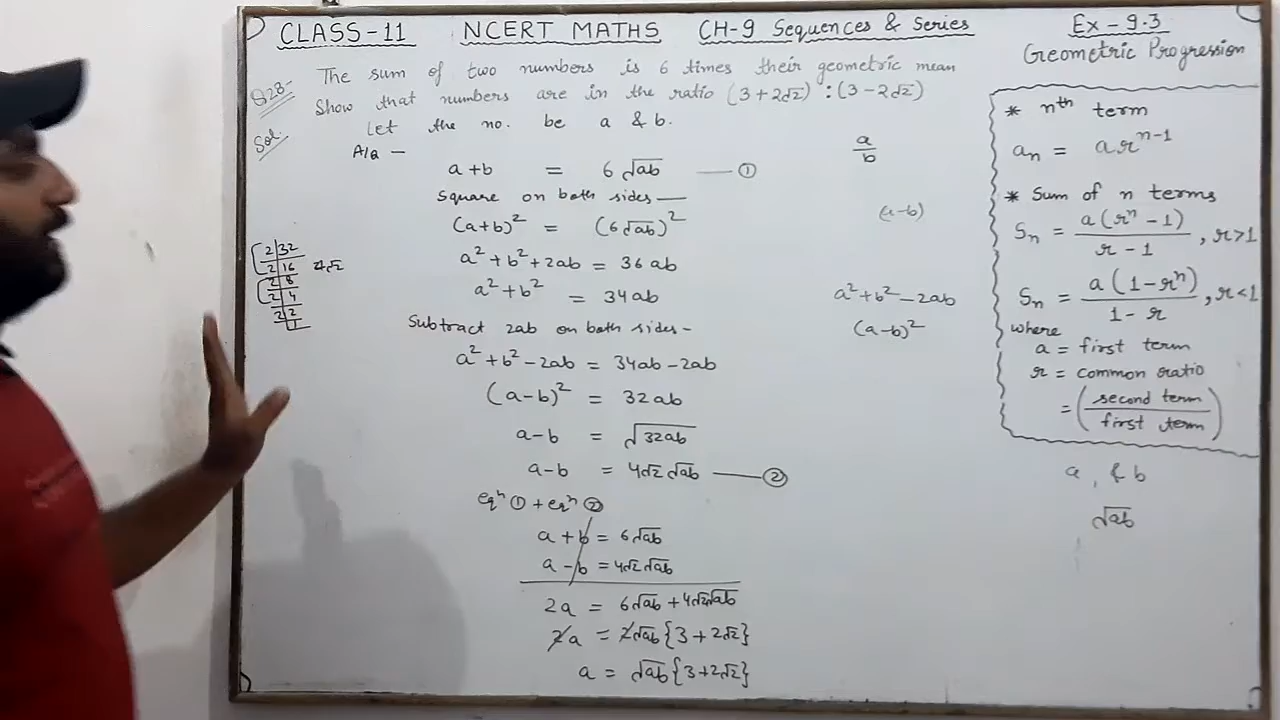 CLASS-11 NCERT MATHS CH-9 Sequences & Series Ex-9.3
Geometric Progression
Q28- The sum of two numbers is 6 times their geometric mean
Show that numbers are in the ratio (3+2√2) : (3-2√2)
Sol. Let the no. be a & b.
A/Q -
a+b = 6√ab —— ①
Square on both sides —
(a+b)² = (6√ab)²
a²+b²+2ab = 36ab
a²+b² = 34ab
Subtract 2ab on both sides-
a²+b²-2ab = 34ab-2ab
(a-b)² = 32ab
a-b = √32ab
a-b = 4√2 √ab —— ②
eqⁿ ① + eqⁿ ②
a+b = 6√ab
a-b = 4√2√ab
2a = 6√ab + 4√2√ab
2a = 2√ab{3+2√2}
a = √ab{3+2√2}
2|32
2|16
2|8
2|4
2|2
1
4√2
a/b
(a-b)
a²+b²-2ab
(a-b)²
* nth term
aₙ = arⁿ⁻¹
* Sum of n terms
Sₙ = a(rⁿ-1)/r-1, r>1
Sₙ = a(1-rⁿ)/1-r, r<1
where
a = first term
r = common ratio
= (second term/first term)
a, & b
√ab